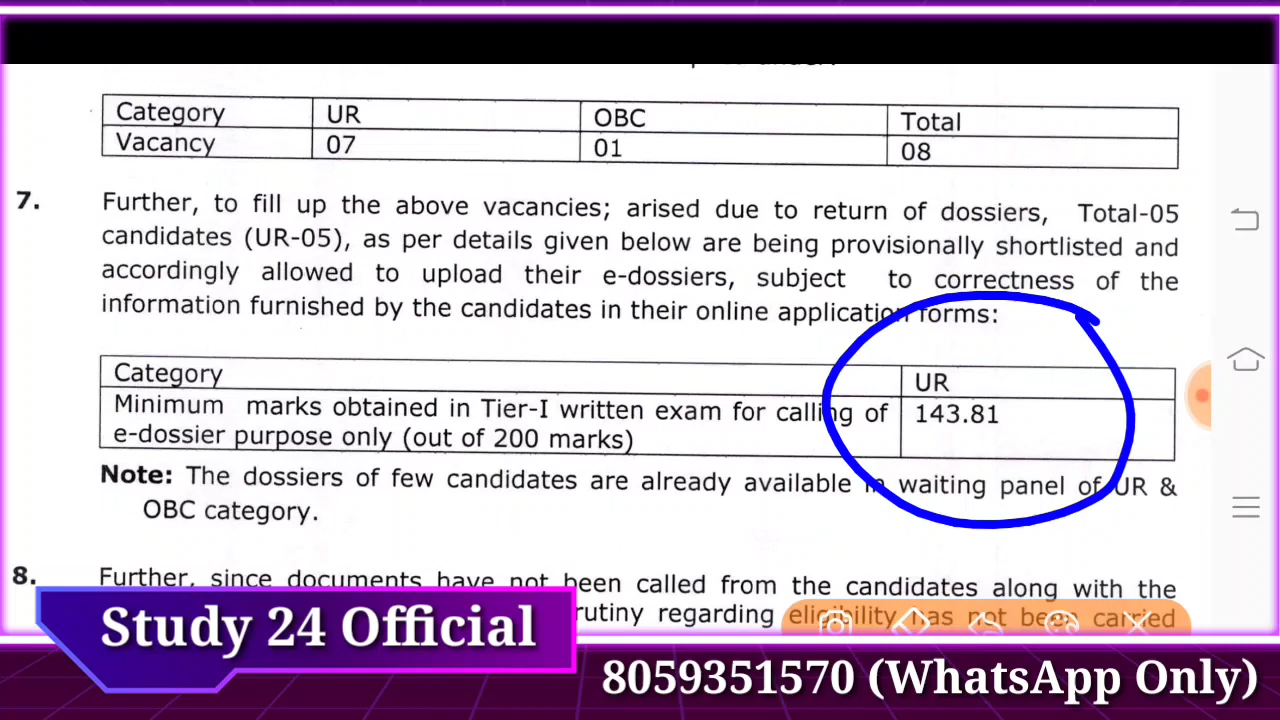 Category UR OBC Total
Vacancy 07 01 08
7. Further, to fill up the above vacancies; arised due to return of dossiers, Total-05
candidates (UR-05), as per details given below are being provisionally shortlisted and
accordingly allowed to upload their e-dossiers, subject to correctness of the
information furnished by the candidates in their online application forms:
Category UR
Minimum marks obtained in Tier-I written exam for calling of 143.81
e-dossier purpose only (out of 200 marks)
Note: The dossiers of few candidates are already available in waiting panel of UR &
OBC category.
8. Further, since documents have not been called from the candidates along with the
rutiny regarding eligibility has not been carried
Study 24 Official
8059351570 (WhatsApp Only)